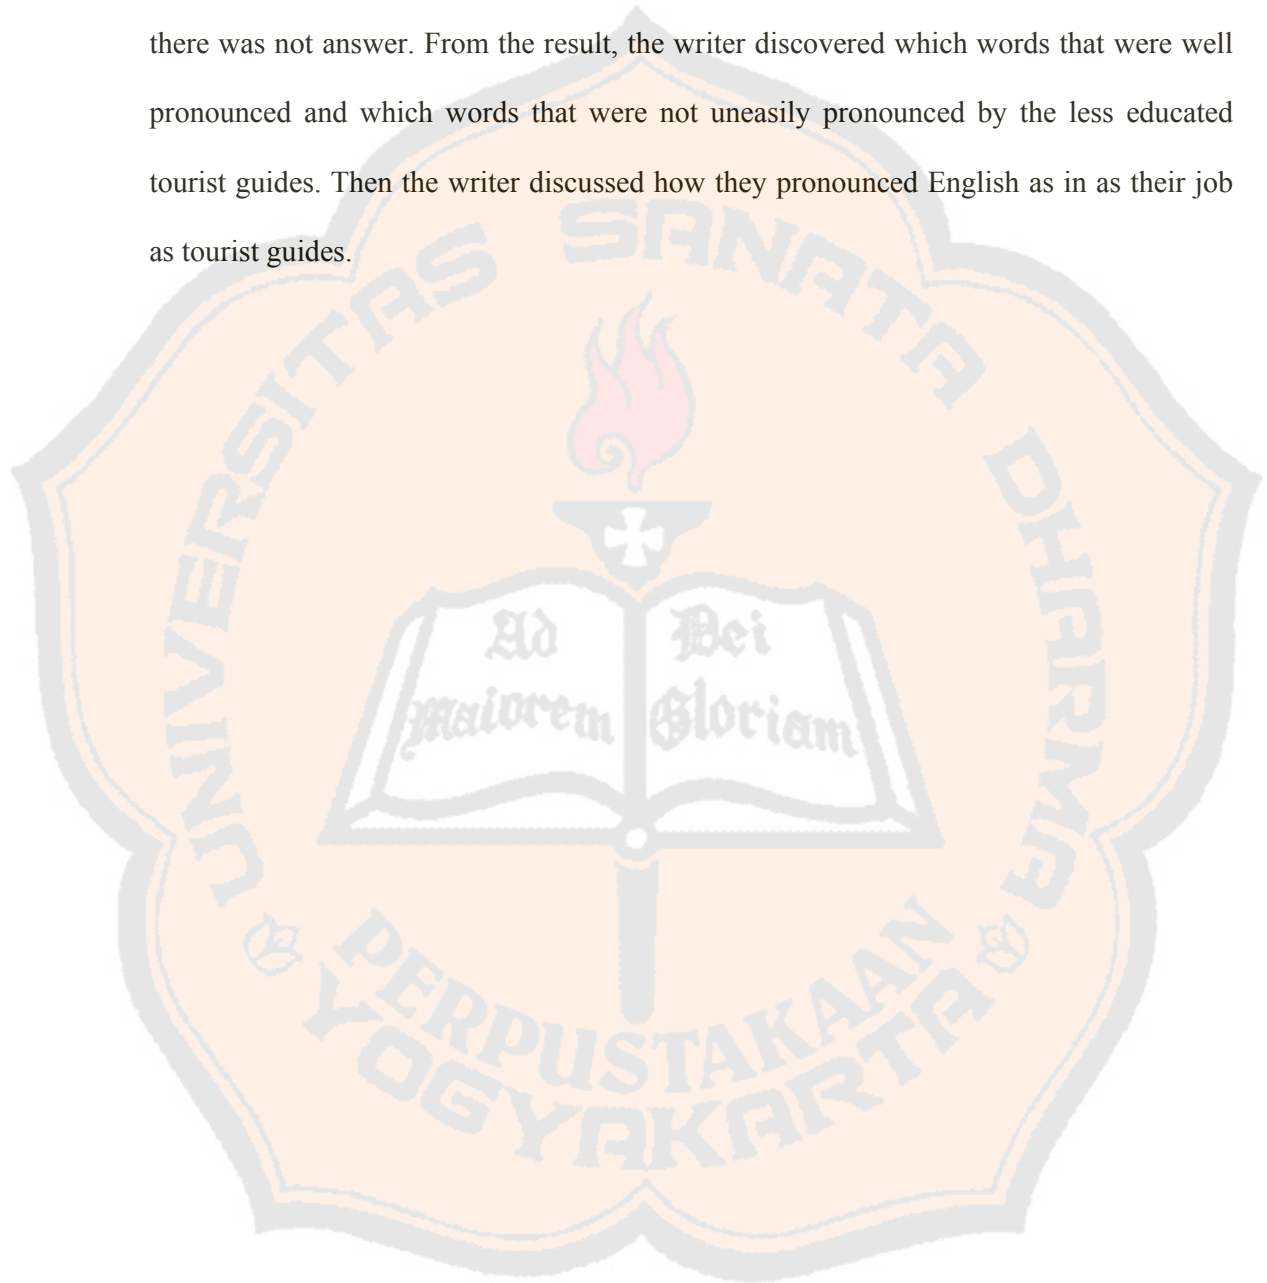 there was not answer. From the result, the writer discovered which words that were well
pronounced and which words that were not uneasily pronounced by the less educated
tourist guides. Then the writer discussed how they pronounced English as in as their job
as tourist guides.
UNIVERSITAS SANATA DHARMA
Ad Dei
Maiorem Gloriam
PERPUSTAKAAN
YOGYAKARTA